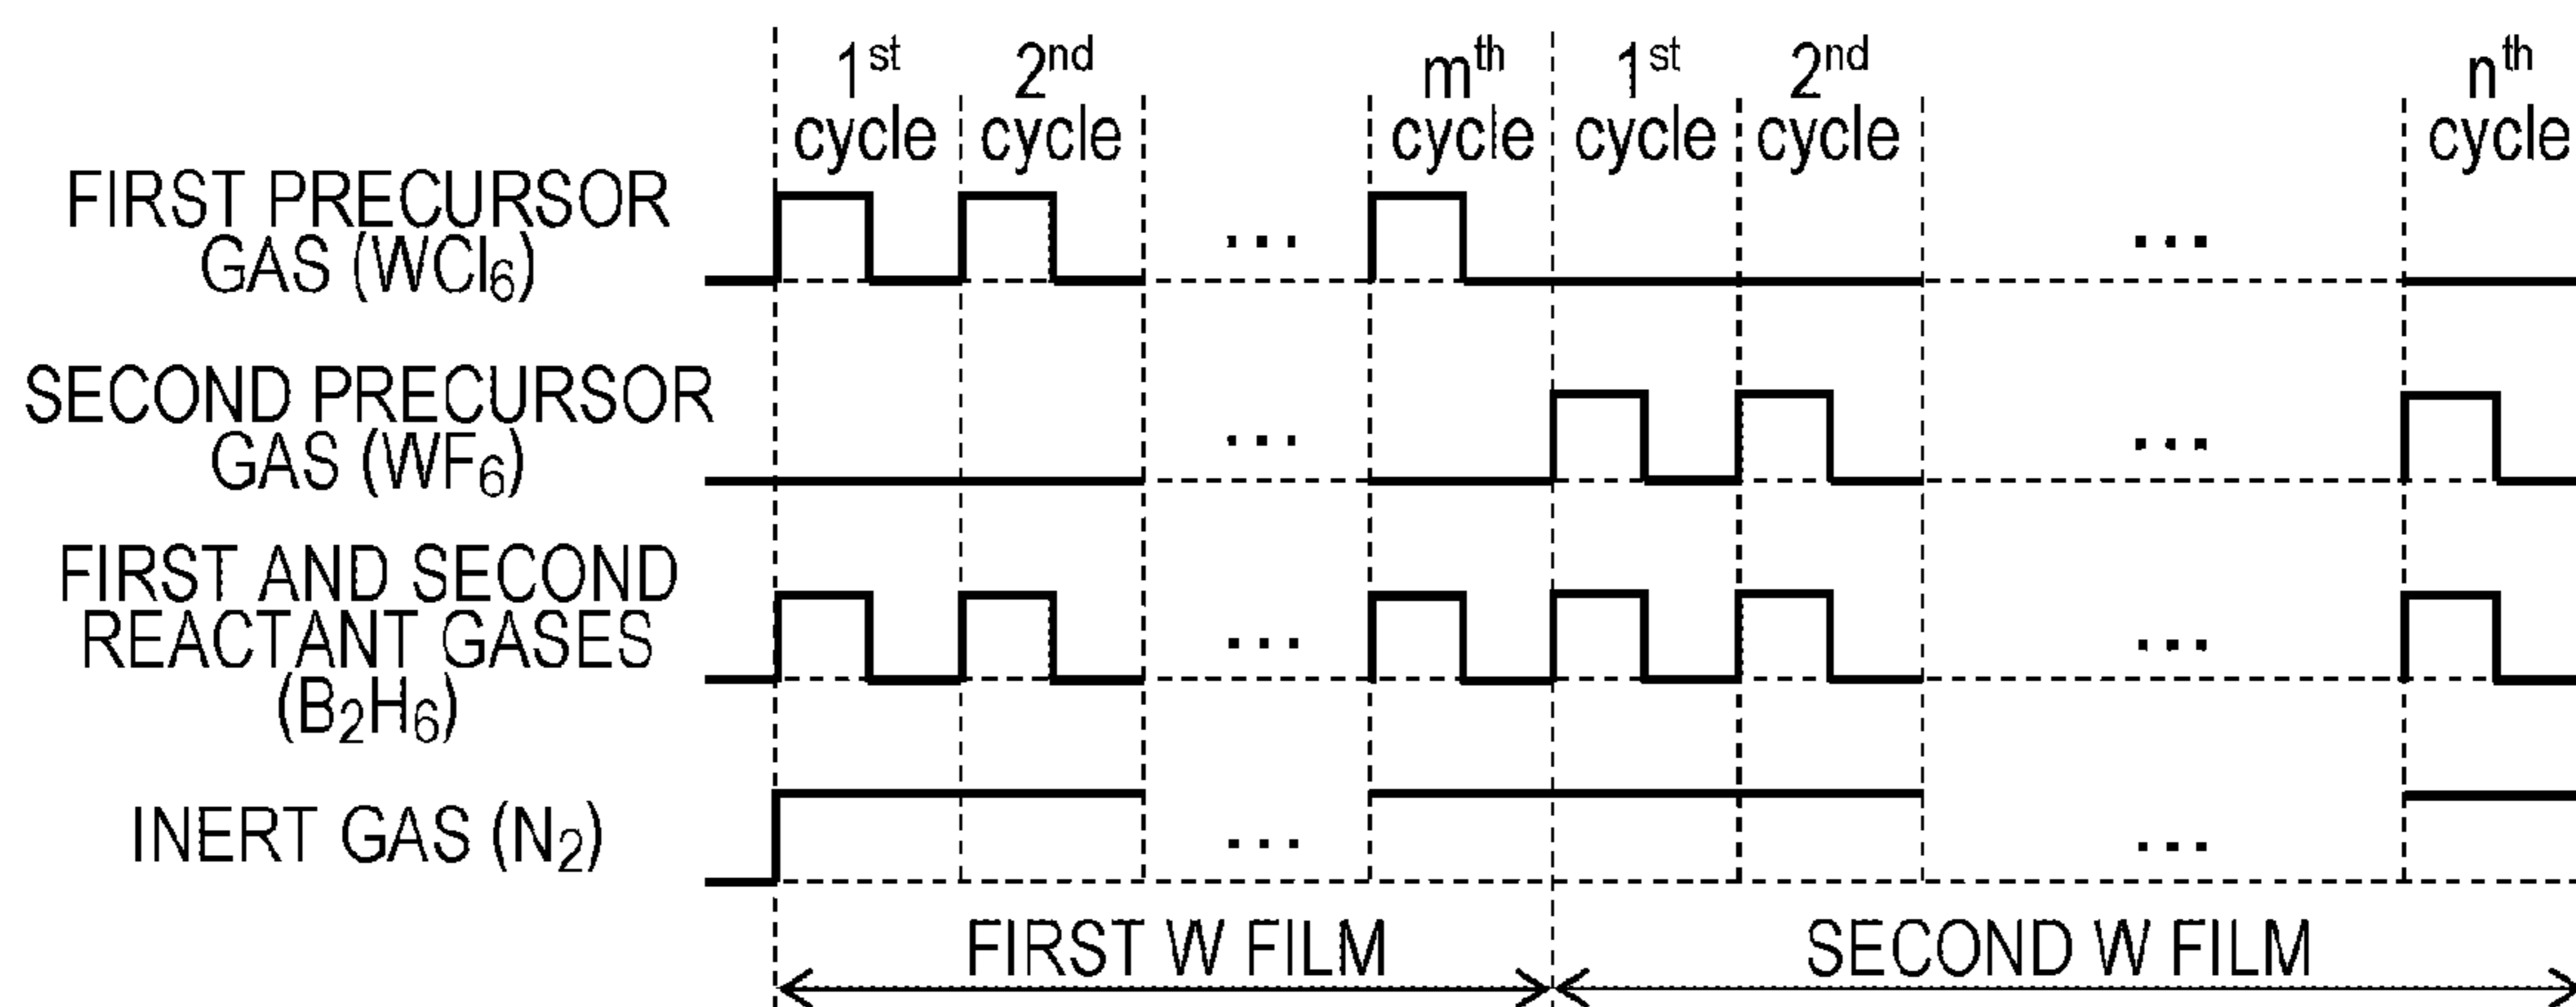 1st cycle
2nd cycle
mth cycle
1st cycle
2nd cycle
nth cycle
FIRST PRECURSOR
GAS (WCl6)
...
...
SECOND PRECURSOR
GAS (WF6)
...
...
FIRST AND SECOND
REACTANT GASES
(B2H6)
...
...
INERT GAS (N2)
...
...
FIRST W FILM
SECOND W FILM